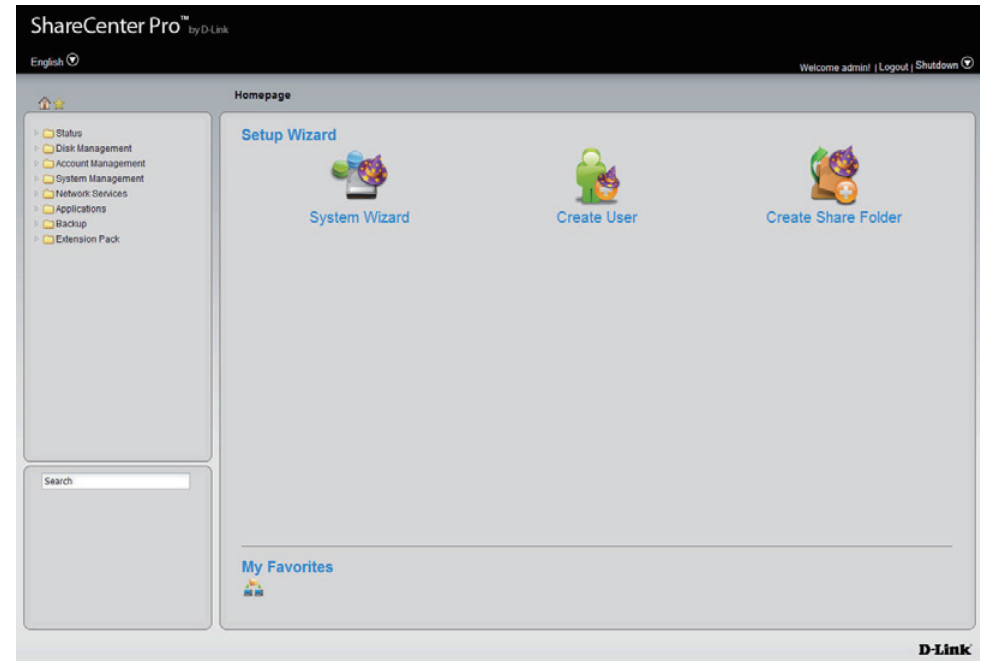 ShareCenter Pro™ by D-Link
English
Welcome admin! | Logout | Shutdown
Homepage
Status
Disk Management
Account Management
System Management
Network Services
Applications
Backup
Extension Pack
Search
Setup Wizard
System Wizard
Create User
Create Share Folder
My Favorites
D-Link